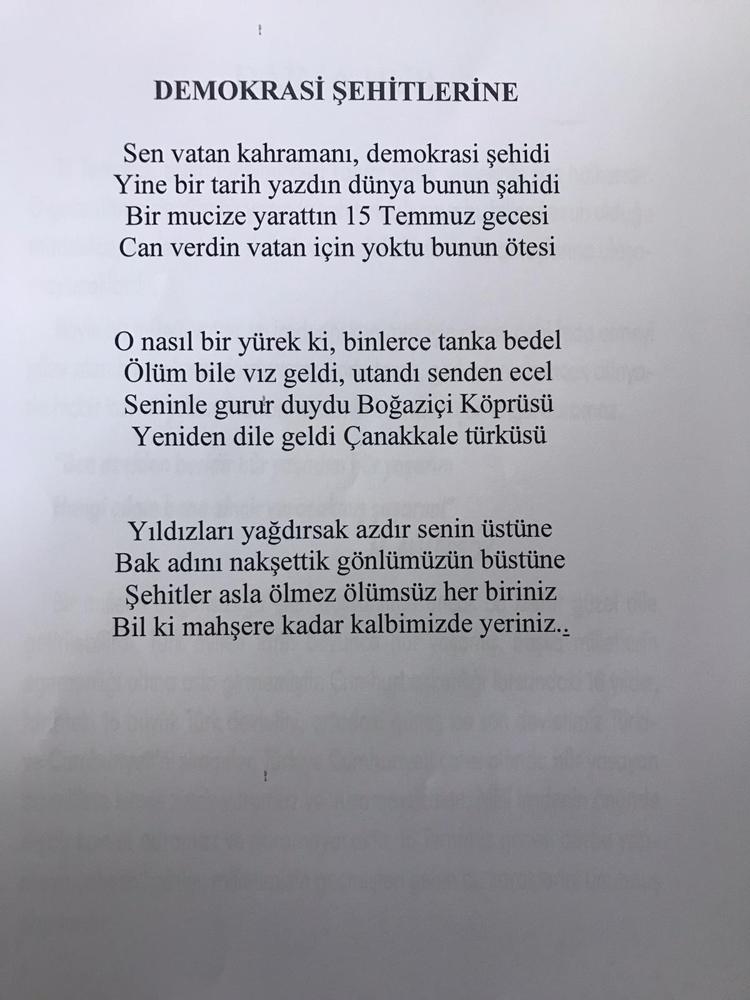 DEMOKRASİ ŞEHİTLERİNE
Sen vatan kahramanı, demokrasi şehidi
Yine bir tarih yazdın dünya bunun şahidi
Bir mucize yarattın 15 Temmuz gecesi
Can verdin vatan için yoktu bunun ötesi
O nasıl bir yürek ki, binlerce tanka bedel
Ölüm bile vız geldi, utandı senden ecel
Seninle gurur duydu Boğaziçi Köprüsü
Yeniden dile geldi Çanakkale türküsü
Yıldızları yağdırsak azdır senin üstüne
Bak adını nakşettik gönlümüzün büstüne
Şehitler asla ölmez ölümsüz her biriniz
Bil ki mahşere kadar kalbimizde yeriniz..